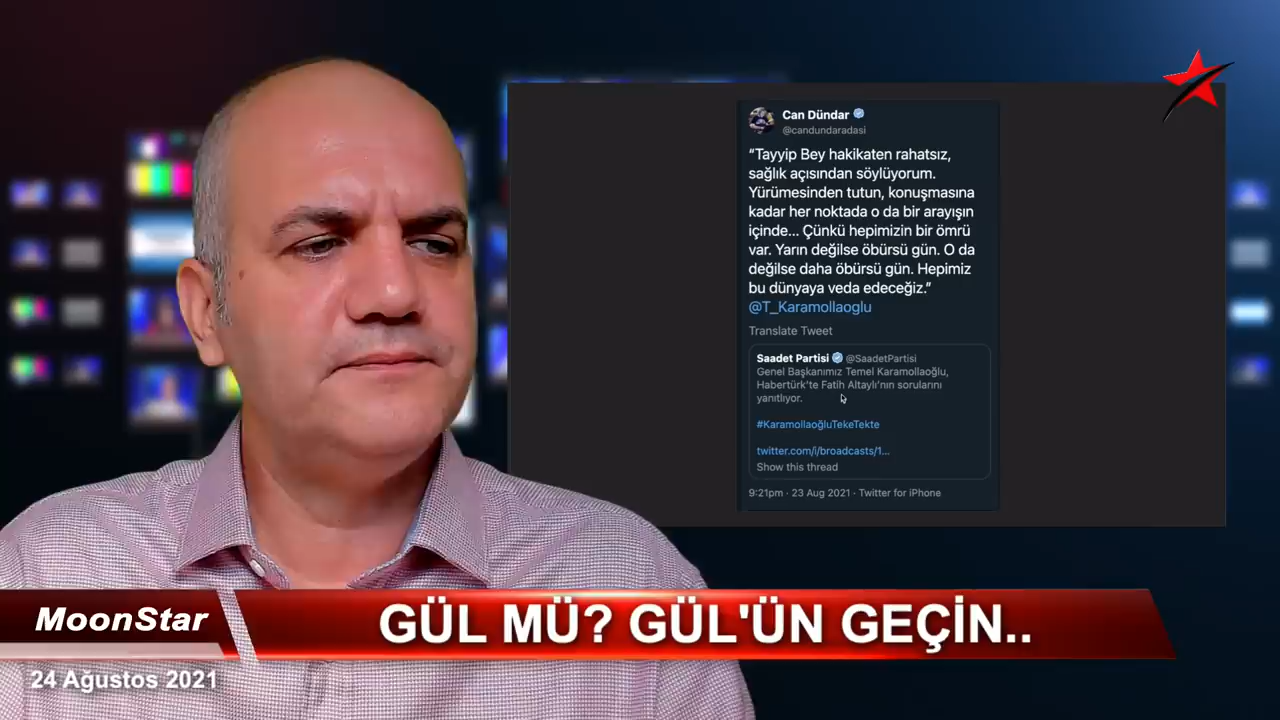 Can Dündar
@candundaradasi
“Tayyip Bey hakikaten rahatsız,
sağlık açısından söylüyorum.
Yürümesinden tutun, konuşmasına
kadar her noktada o da bir arayışın
içinde... Çünkü hepimizin bir ömrü
var. Yarın değilse öbürsü gün. O da
değilse daha öbürsü gün. Hepimiz
bu dünyaya veda edeceğiz.”
@T_Karamollaoglu
Translate Tweet
Saadet Partisi @SaadetPartisi
Genel Başkanımız Temel Karamollaoğlu,
Habertürk'te Fatih Altaylı'nın sorularını
yanıtlıyor.
#KaramollaoğluTekeTekte
twitter.com/i/broadcasts/1...
Show this thread
9:21pm · 23 Aug 2021 · Twitter for iPhone
MoonStar
GÜL MÜ? GÜL'ÜN GEÇİN..
24 Ağustos 2021